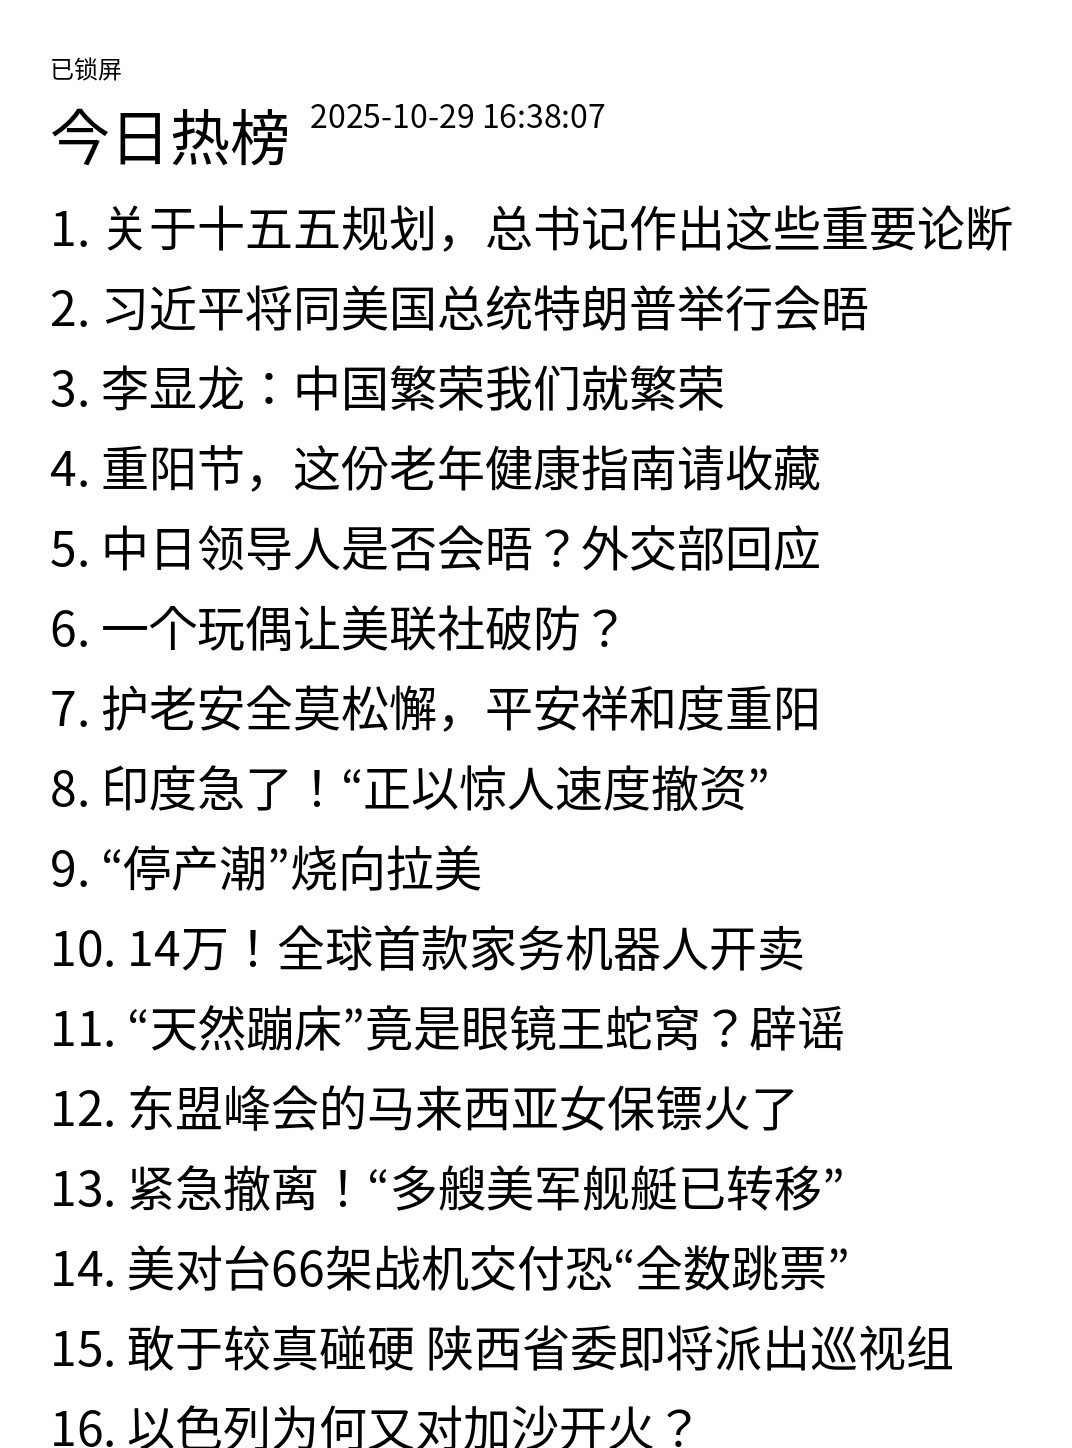 已锁屏
今日热榜 2025-10-29 16:38:07
1. 关于十五五规划，总书记作出这些重要论断
2. 习近平将同美国总统特朗普举行会晤
3. 李显龙：中国繁荣我们就繁荣
4. 重阳节，这份老年健康指南请收藏
5. 中日领导人是否会晤？外交部回应
6. 一个玩偶让美联社破防？
7. 护老安全莫松懈，平安祥和度重阳
8. 印度急了！“正以惊人速度撤资”
9. “停产潮”烧向拉美
10. 14万！全球首款家务机器人开卖
11. “天然蹦床”竟是眼镜王蛇窝？辟谣
12. 东盟峰会的马来西亚女保镖火了
13. 紧急撤离！“多艘美军舰艇已转移”
14. 美对台66架战机交付恐“全数跳票”
15. 敢于较真碰硬 陕西省委即将派出巡视组
16. 以色列为何又对加沙开火？